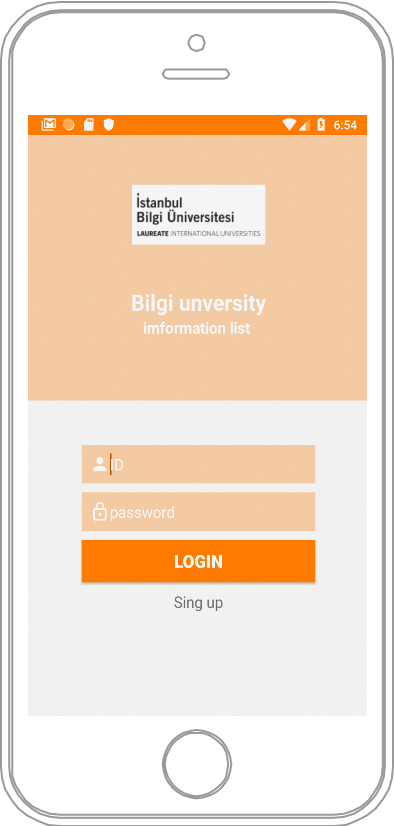 6:54
İstanbul
Bilgi Üniversitesi
LAUREATE INTERNATIONAL UNIVERSITIES
Bilgi unversity
imformation list
ID
password
LOGIN
Sing up